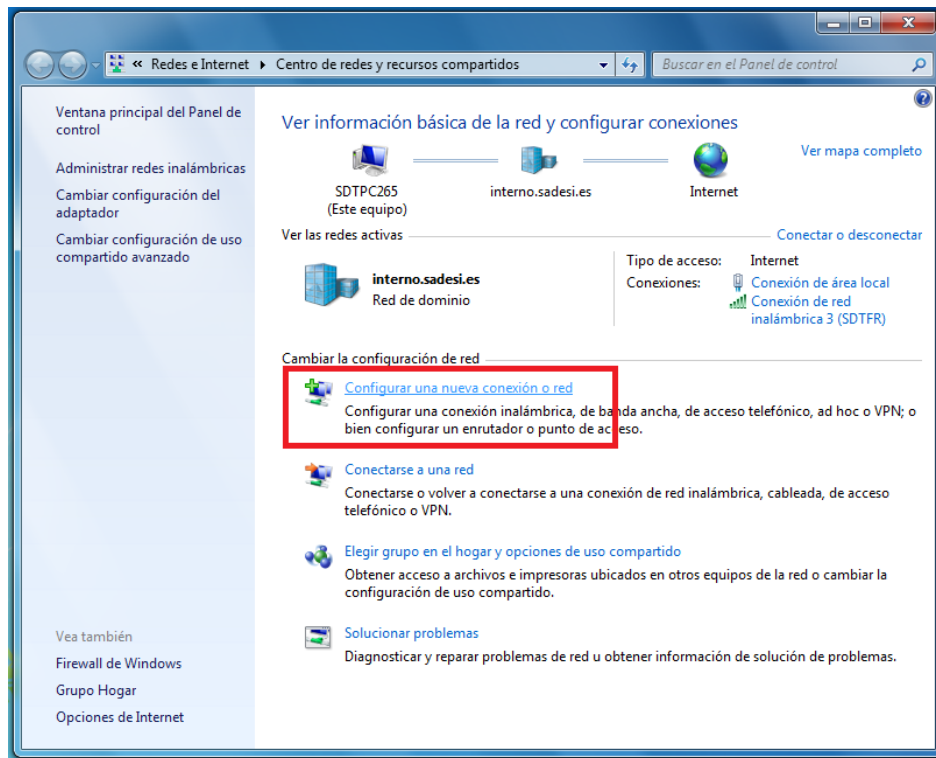 « Redes e Internet ▸ Centro de redes y recursos compartidos
Buscar en el Panel de control
Ventana principal del Panel de
control
Administrar redes inalámbricas
Cambiar configuración del
adaptador
Cambiar configuración de uso
compartido avanzado
Vea también
Firewall de Windows
Grupo Hogar
Opciones de Internet
Ver información básica de la red y configurar conexiones
Ver mapa completo
SDTPC265
(Este equipo)
interno.sadesi.es
Internet
Ver las redes activas
Conectar o desconectar
interno.sadesi.es
Red de dominio
Tipo de acceso: Internet
Conexiones: Conexión de área local
Conexión de red
inalámbrica 3 (SDTFR)
Cambiar la configuración de red
Configurar una nueva conexión o red
Configurar una conexión inalámbrica, de banda ancha, de acceso telefónico, ad hoc o VPN; o
bien configurar un enrutador o punto de acceso.
Conectarse a una red
Conectarse o volver a conectarse a una conexión de red inalámbrica, cableada, de acceso
telefónico o VPN.
Elegir grupo en el hogar y opciones de uso compartido
Obtener acceso a archivos e impresoras ubicados en otros equipos de la red o cambiar la
configuración de uso compartido.
Solucionar problemas
Diagnosticar y reparar problemas de red u obtener información de solución de problemas.